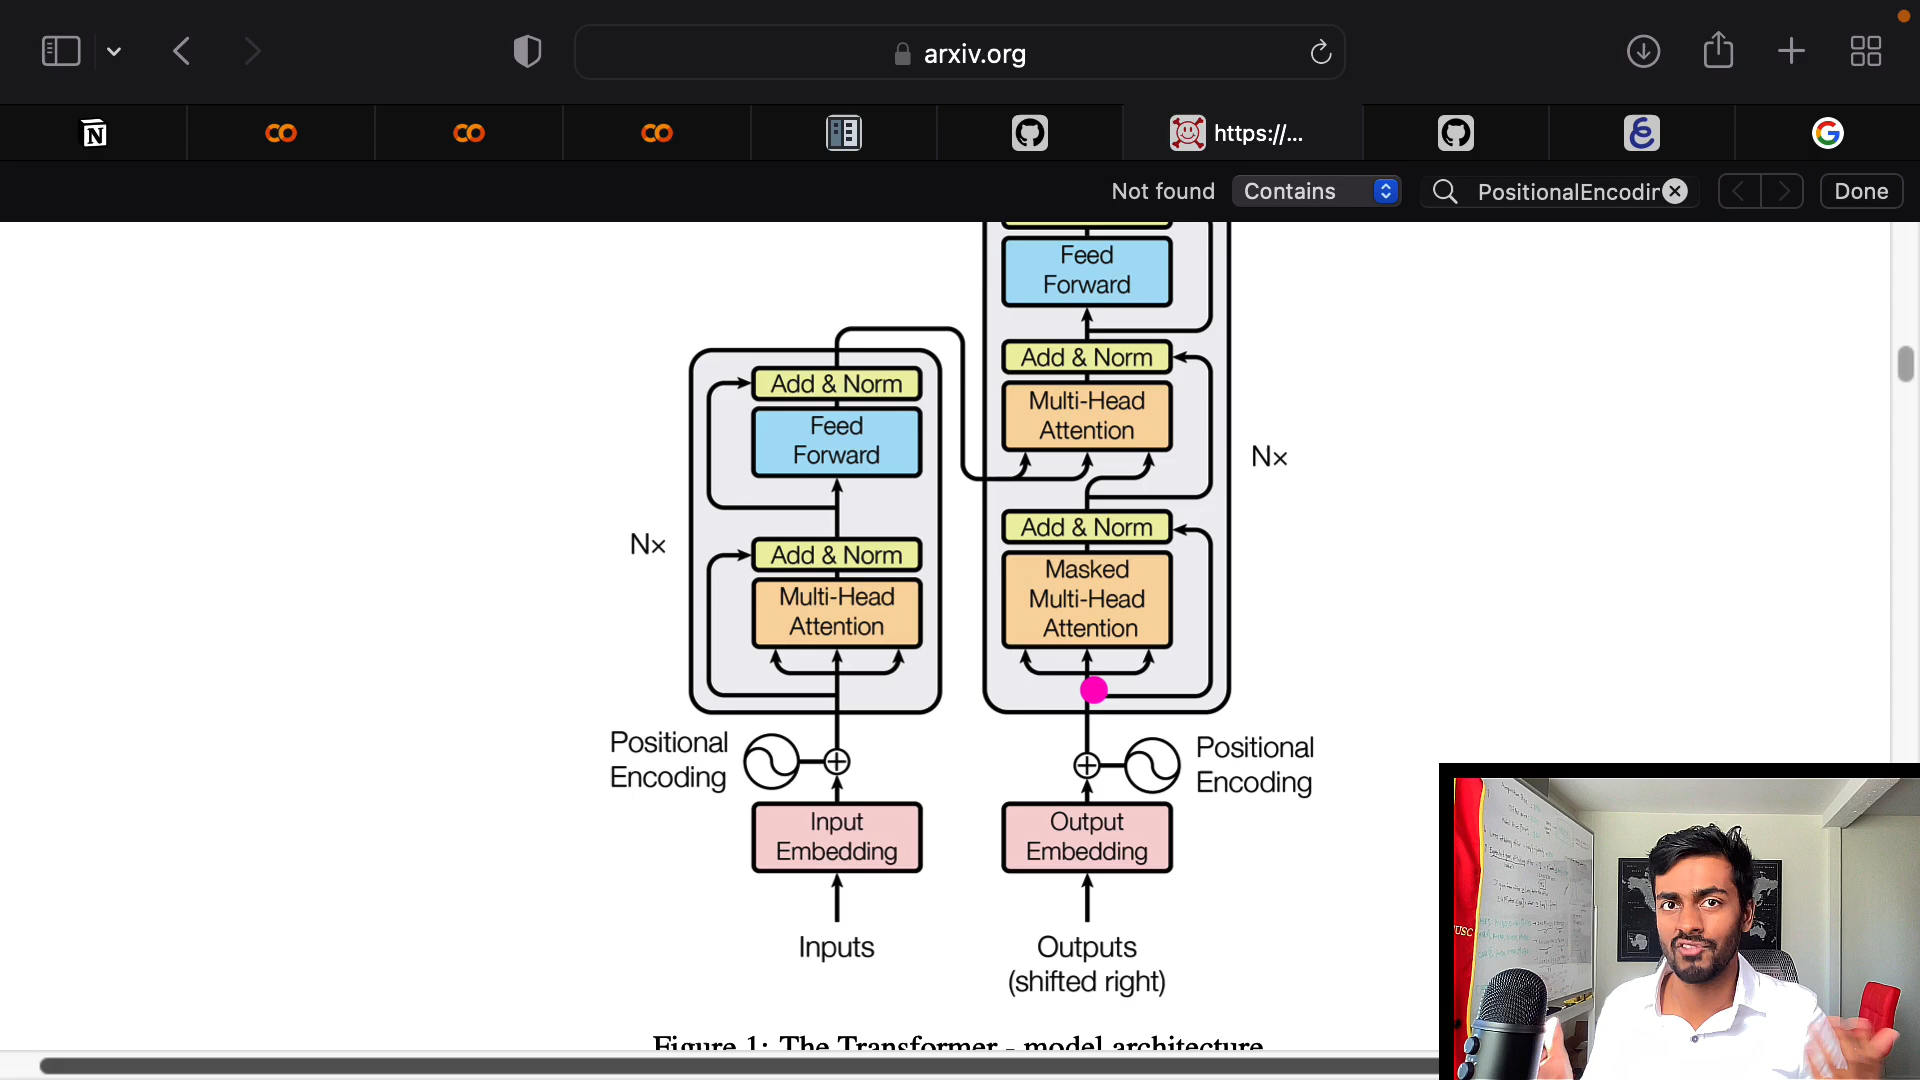 arxiv.org
https://...
Not found
Contains
PositionalEncodin
Done
Feed
Forward
Add & Norm
Multi-Head
Attention
Nx
Add & Norm
Masked
Multi-Head
Attention
Add & Norm
Feed
Forward
Nx
Add & Norm
Multi-Head
Attention
Positional
Encoding
Positional
Encoding
Input
Embedding
Output
Embedding
Inputs
Outputs
(shifted right)
Figure 1: The Transformer - model architecture
USC